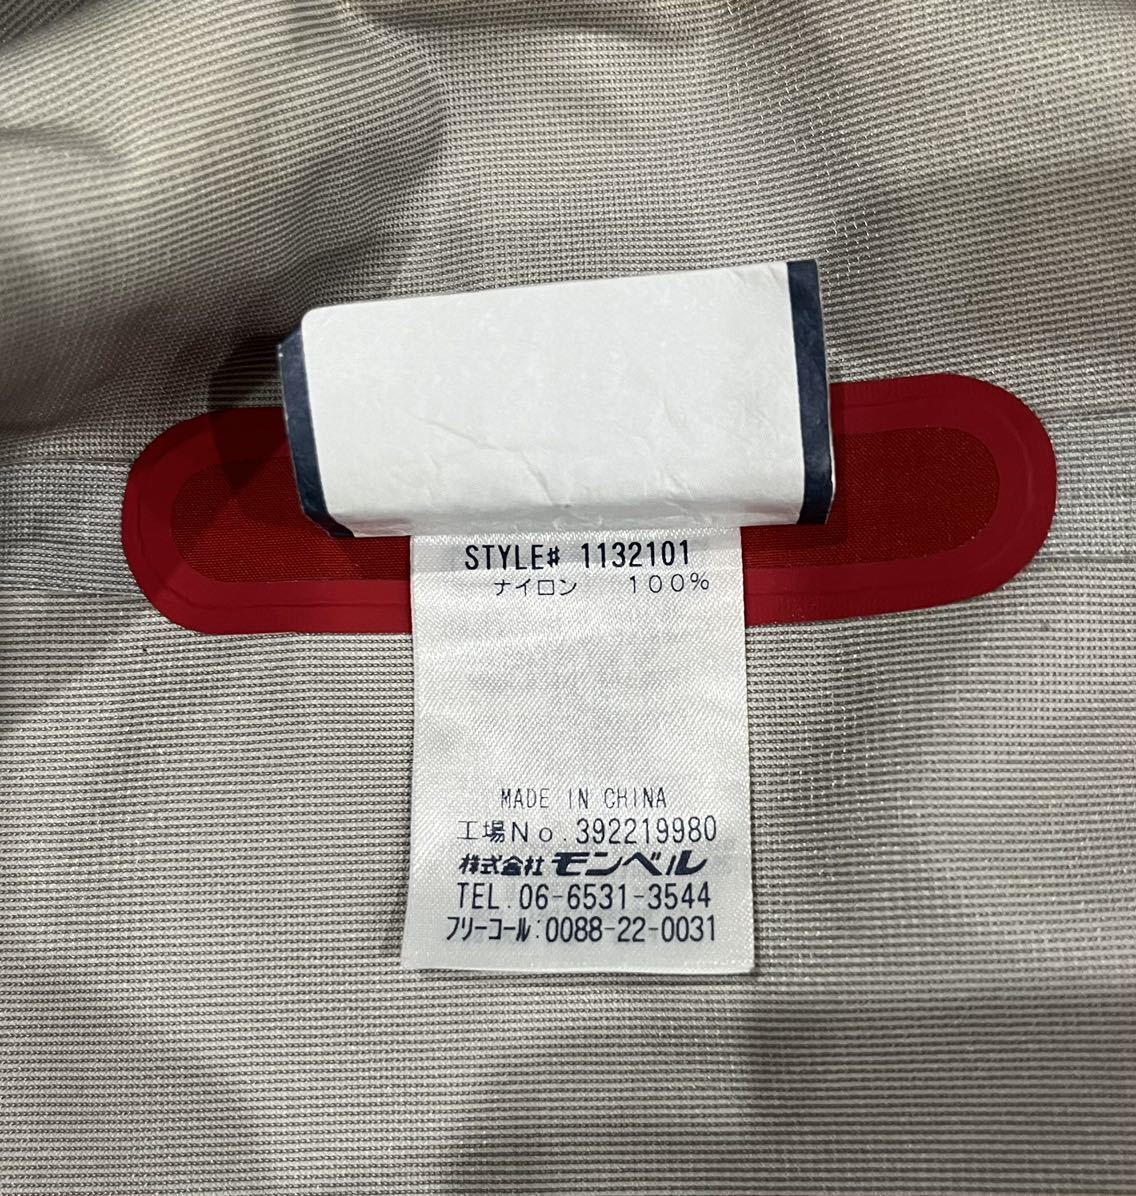 STYLE# 1132101
ナイロン 100%
MADE IN CHINA
工場No.392219980
株式会社モンベル
TEL.06-6531-3544
フリーコール:0088-22-0031